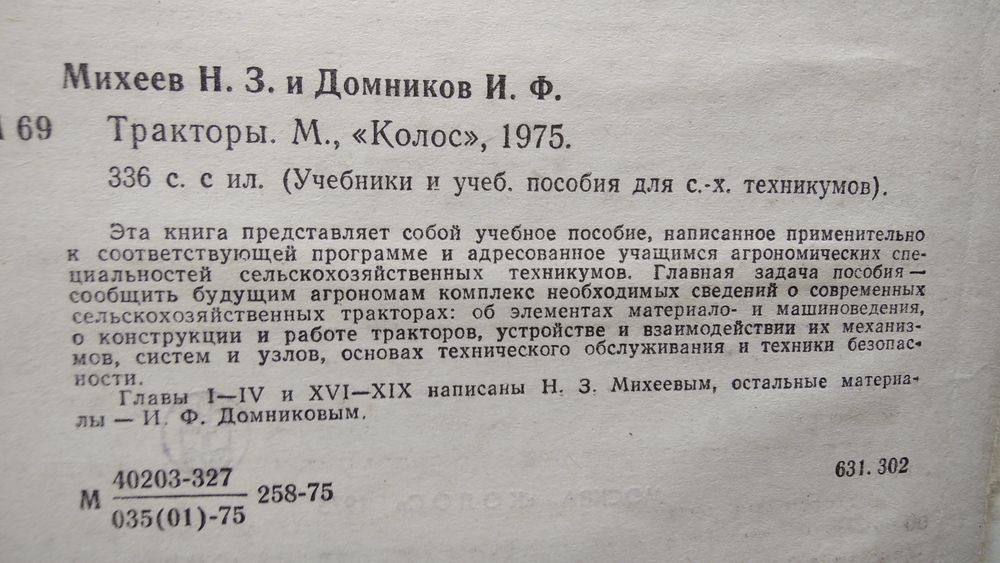 Михеев Н. З. и Домников И. Ф.
69 Тракторы. М., «Колос», 1975.
336 с. с ил. (Учебники и учеб. пособия для с.-х. техникумов).
Эта книга представляет собой учебное пособие, написанное применительно
к соответствующей программе и адресованное учащимся агрономических спе-
циальностей сельскохозяйственных техникумов. Главная задача пособия —
сообщить будущим агрономам комплекс необходимых сведений о современных
сельскохозяйственных тракторах: об элементах материало- и машиноведения,
о конструкции и работе тракторов, устройстве и взаимодействии их механиз-
мов, систем и узлов, основах технического обслуживания и техники безопас-
ности.
Главы I—IV и XVI—XIX написаны Н. З. Михеевым, остальные материа-
лы — И. Ф. Домниковым.
М 40203-327
035(01)-75 258-75
631.302